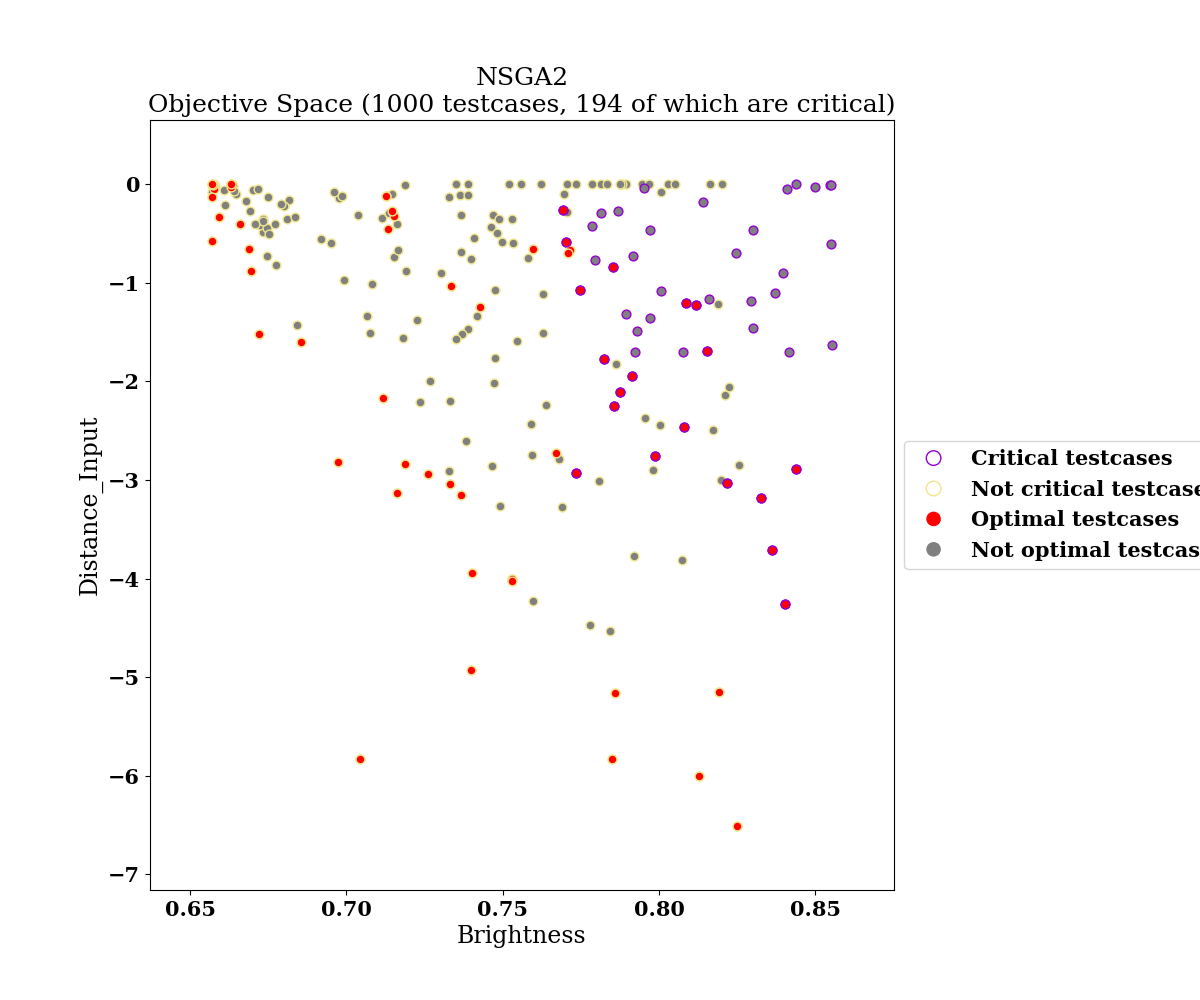 NSGA2
Objective Space (1000 testcases, 194 of which are critical)
0
−1
−2
−3
−4
−5
−6
−7
Distance_Input
0.65
0.70
0.75
0.80
0.85
Brightness
Critical testcases
Not critical testcase
Optimal testcases
Not optimal testcas